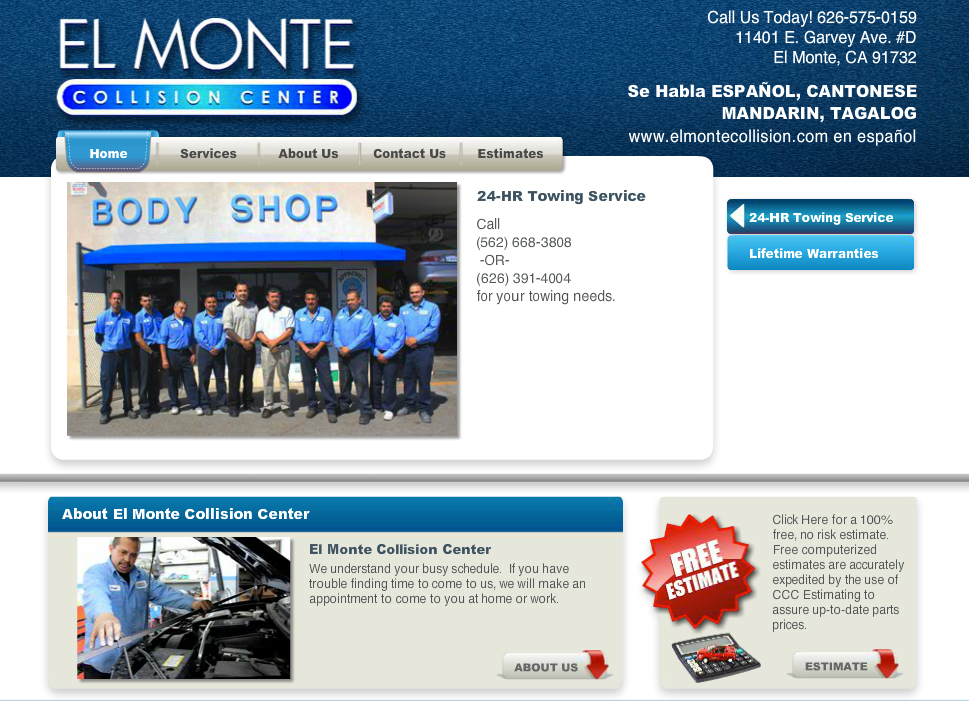 EL MONTE
COLLISION CENTER
Call Us Today! 626-575-0159
11401 E. Garvey Ave. #D
El Monte, CA 91732
Se Habla ESPAÑOL, CANTONESE
MANDARIN, TAGALOG
www.elmontecollision.com en español
Home
Services
About Us
Contact Us
Estimates
BODY SHOP
24-HR Towing Service
Call
(562) 668-3808
-OR-
(626) 391-4004
for your towing needs.
24-HR Towing Service
Lifetime Warranties
About El Monte Collision Center
El Monte Collision Center
We understand your busy schedule. If you have
trouble finding time to come to us, we will make an
appointment to come to you at home or work.
ABOUT US
FREE
ESTIMATE
Click Here for a 100%
free, no risk estimate.
Free computerized
estimates are accurately
expedited by the use of
CCC Estimating to
assure up-to-date parts
prices.
ESTIMATE